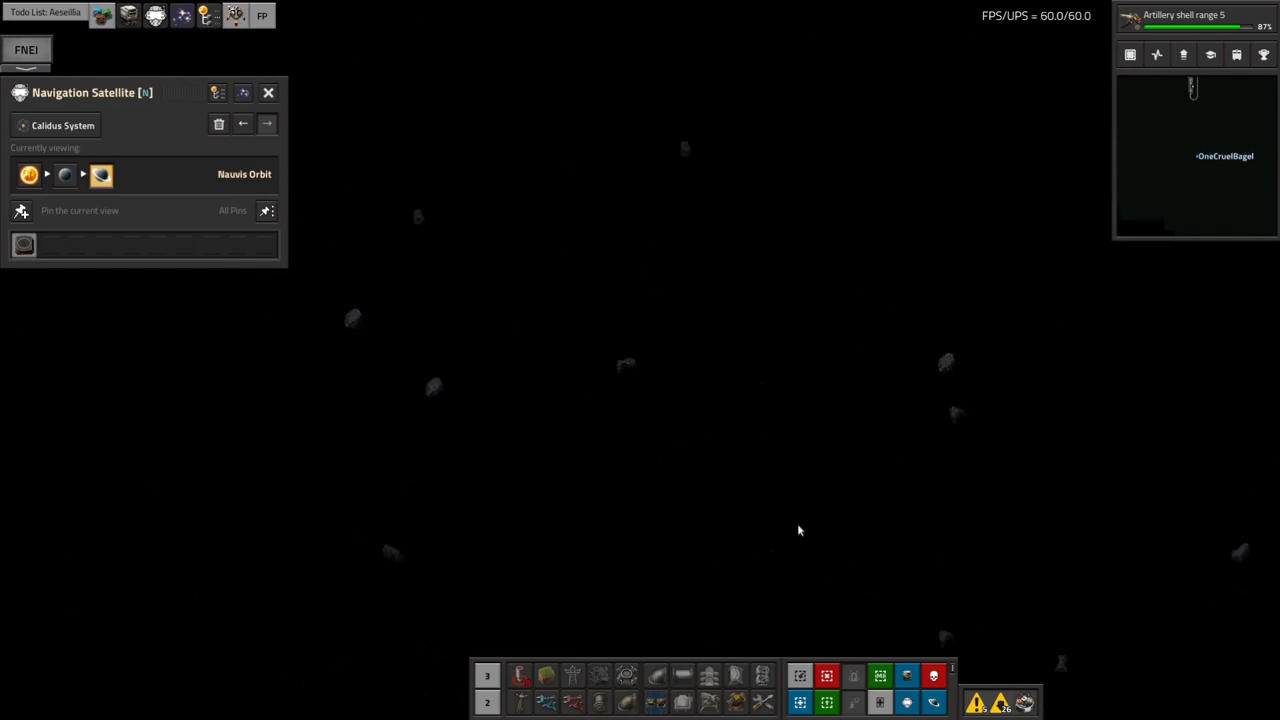 Todo List: Aeseillia
FP
FPS/UPS = 60.0/60.0
Artillery shell range 5
87%
FNEI
Navigation Satellite [N]
Calidus System
Currently viewing:
Nauvis Orbit
Pin the current view
All Pins
OneCruelBagel
3
2
26